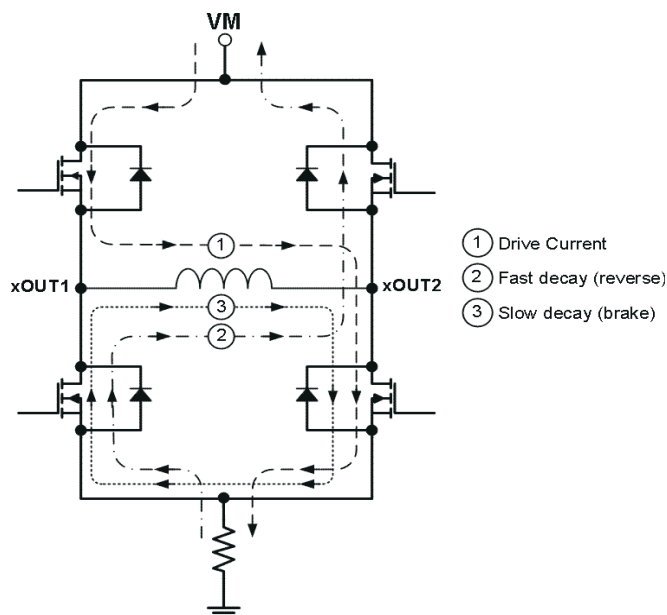 VM
1
1 Drive Current
xOUT1
xOUT2
2 Fast decay (reverse)
3
3 Slow decay (brake)
2